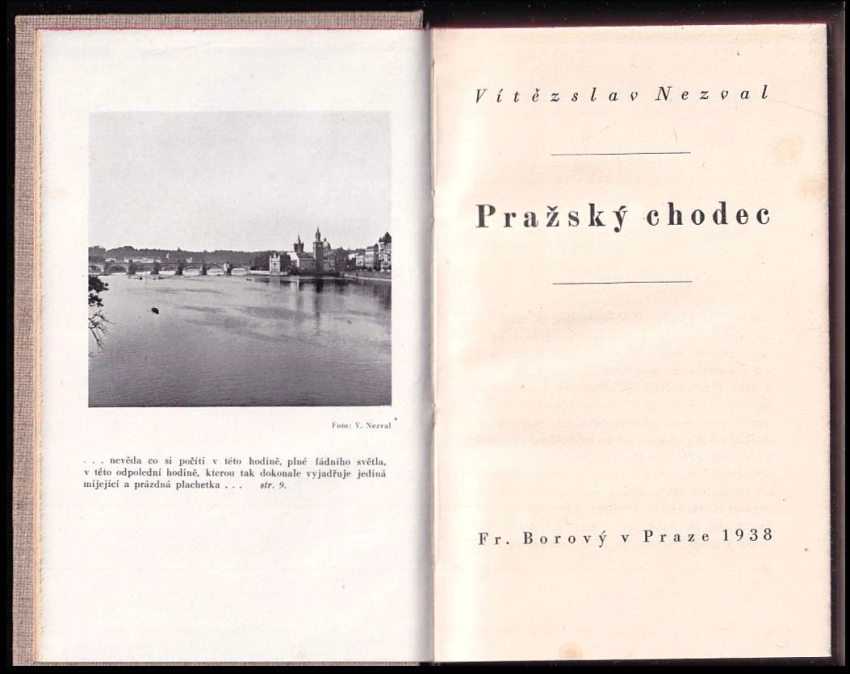 Foto: V. Nezval
. . . nevěda co si počíti v této hodině, plné fádního světla,
v této odpolední hodině, kterou tak dokonale vyjadřuje jediná
míjející a prázdná plachetka . . . str. 9.
Vítězslav Nezval
Pražský chodec
Fr. Borový v Praze 1938